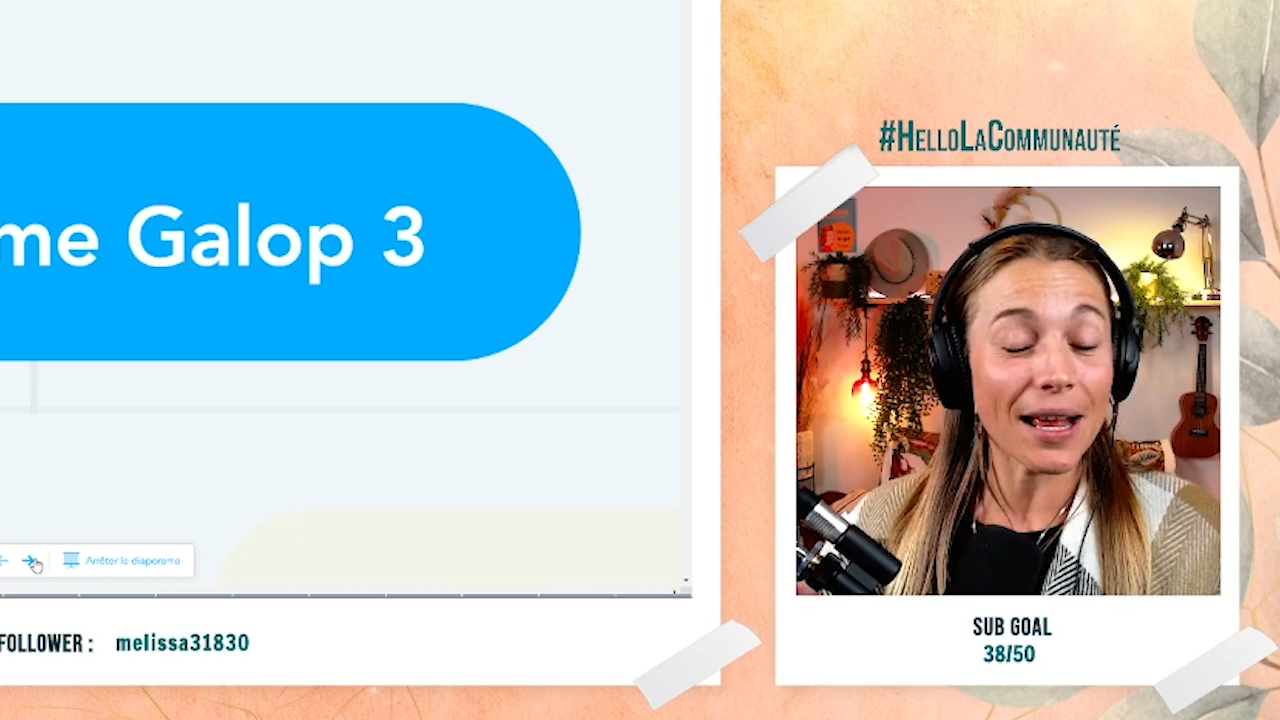 me Galop 3
Arrêter le diaporama
FOLLOWER : melissa31830
#HelloLaCommunauté
SUB GOAL
38/50